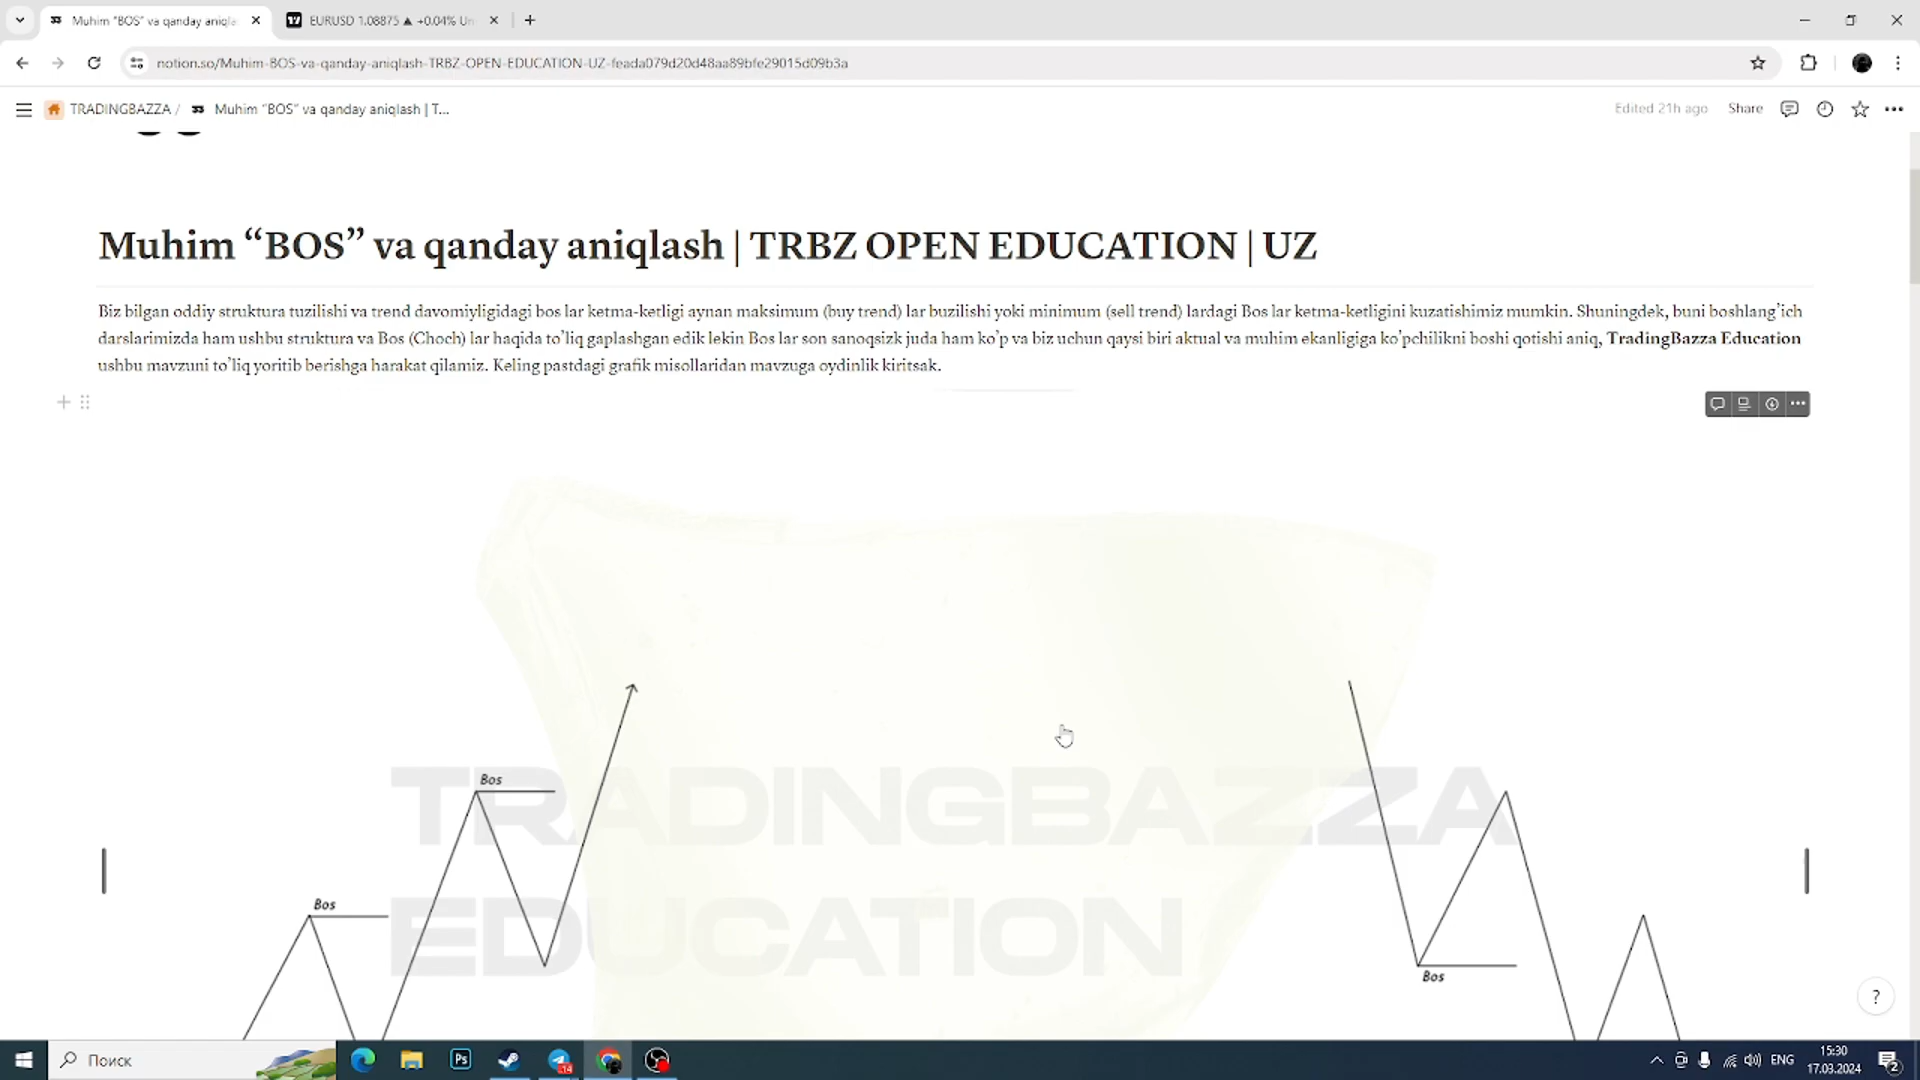 Muhim “BOS” va qanday aniqla
EURUSD 1.08875 ▲ +0.04% Un
notion.so/Muhim-BOS-va-qanday-aniqlash-TRBZ-OPEN-EDUCATION-UZ-feada079d20d48aa89bfe29015d09b3a
TRADINGBAZZA / Muhim “BOS” va qanday aniqlash | T...
Edited 21h ago Share
Muhim “BOS” va qanday aniqlash | TRBZ OPEN EDUCATION | UZ
Biz bilgan oddiy struktura tuzilishi va trend davomiyligidagi bos lar ketma-ketligi aynan maksimum (buy trend) lar buzilishi yoki minimum (sell trend) lardagi Bos lar ketma-ketligini kuzatishimiz mumkin. Shuningdek, buni boshlang’ich
darslarimizda ham ushbu struktura va Bos (Choch) lar haqida to’liq gaplashgan edik lekin Bos lar son sanoqsizk juda ham ko’p va biz uchun qaysi biri aktual va muhim ekanligiga ko’pchilikni boshi qotishi aniq, TradingBazza Education
ushbu mavzuni to’liq yoritib berishga harakat qilamiz. Keling pastdagi grafik misollaridan mavzuga oydinlik kiritsak.
Bos
TRADINGBAZZA
Bos
EDUCATION
Bos
?
Поиск
Ps
14
ENG
15:30
17.03.2024
2